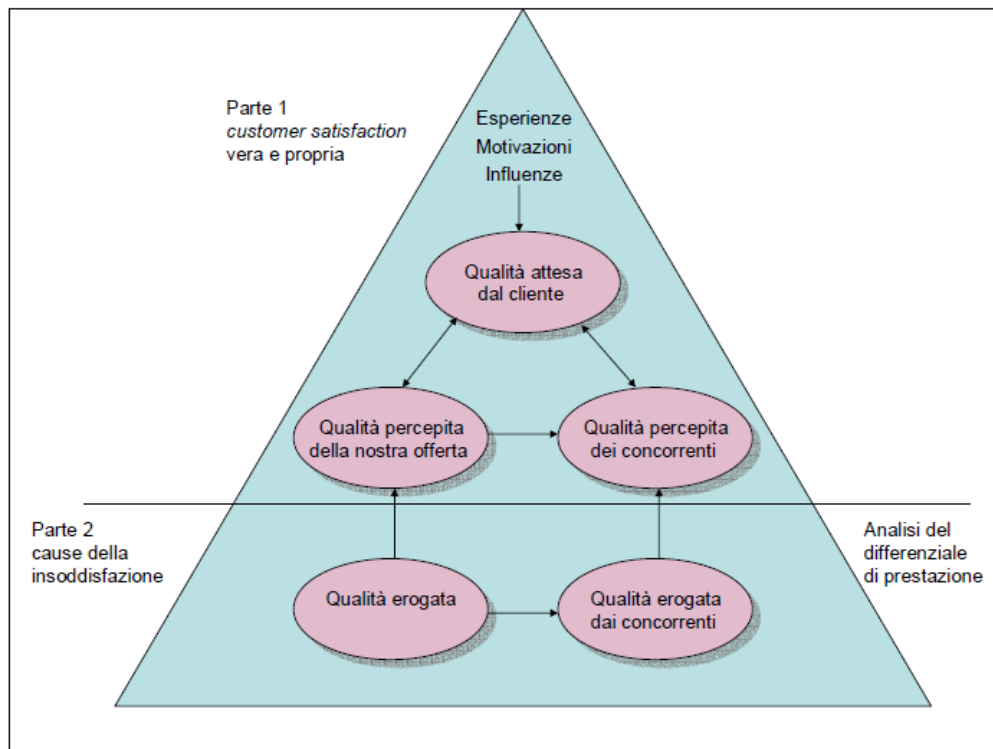 Parte 1
customer satisfaction
vera e propria
Esperienze
Motivazioni
Influenze
Qualità attesa
dal cliente
Qualità percepita
della nostra offerta
Qualità percepita
dei concorrenti
Parte 2
cause della
insoddisfazione
Analisi del
differenziale
di prestazione
Qualità erogata
Qualità erogata
dai concorrenti